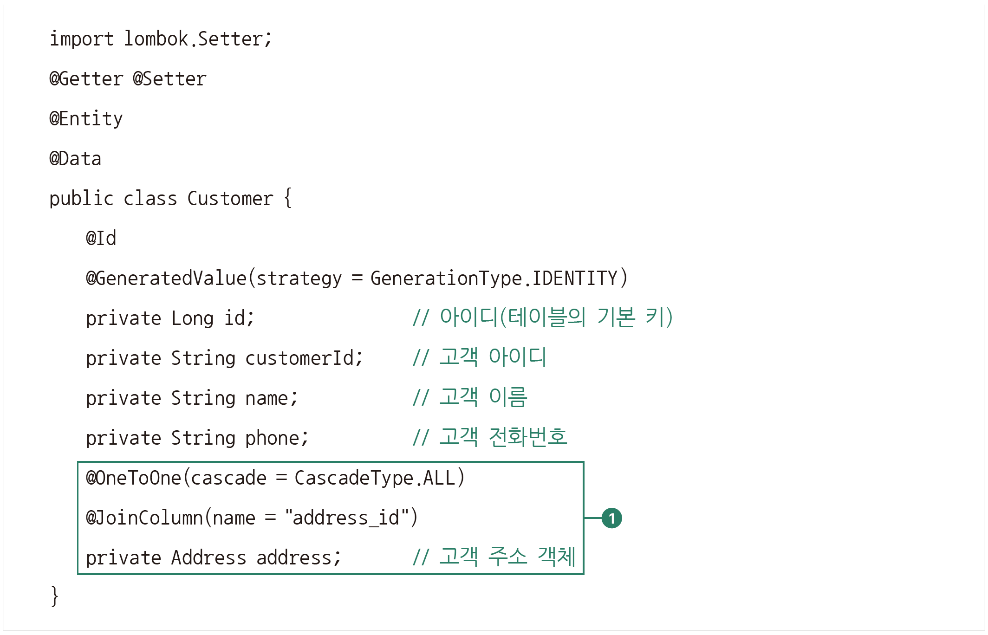 import lombok.Setter;
@Getter @Setter
@Entity
@Data
public class Customer {
@Id
@GeneratedValue(strategy = GenerationType.IDENTITY)
private Long id; // 아이디(테이블의 기본 키)
private String customerId; // 고객 아이디
private String name; // 고객 이름
private String phone; // 고객 전화번호
@OneToOne(cascade = CascadeType.ALL)
@JoinColumn(name = "address_id")
1
private Address address; // 고객 주소 객체
}